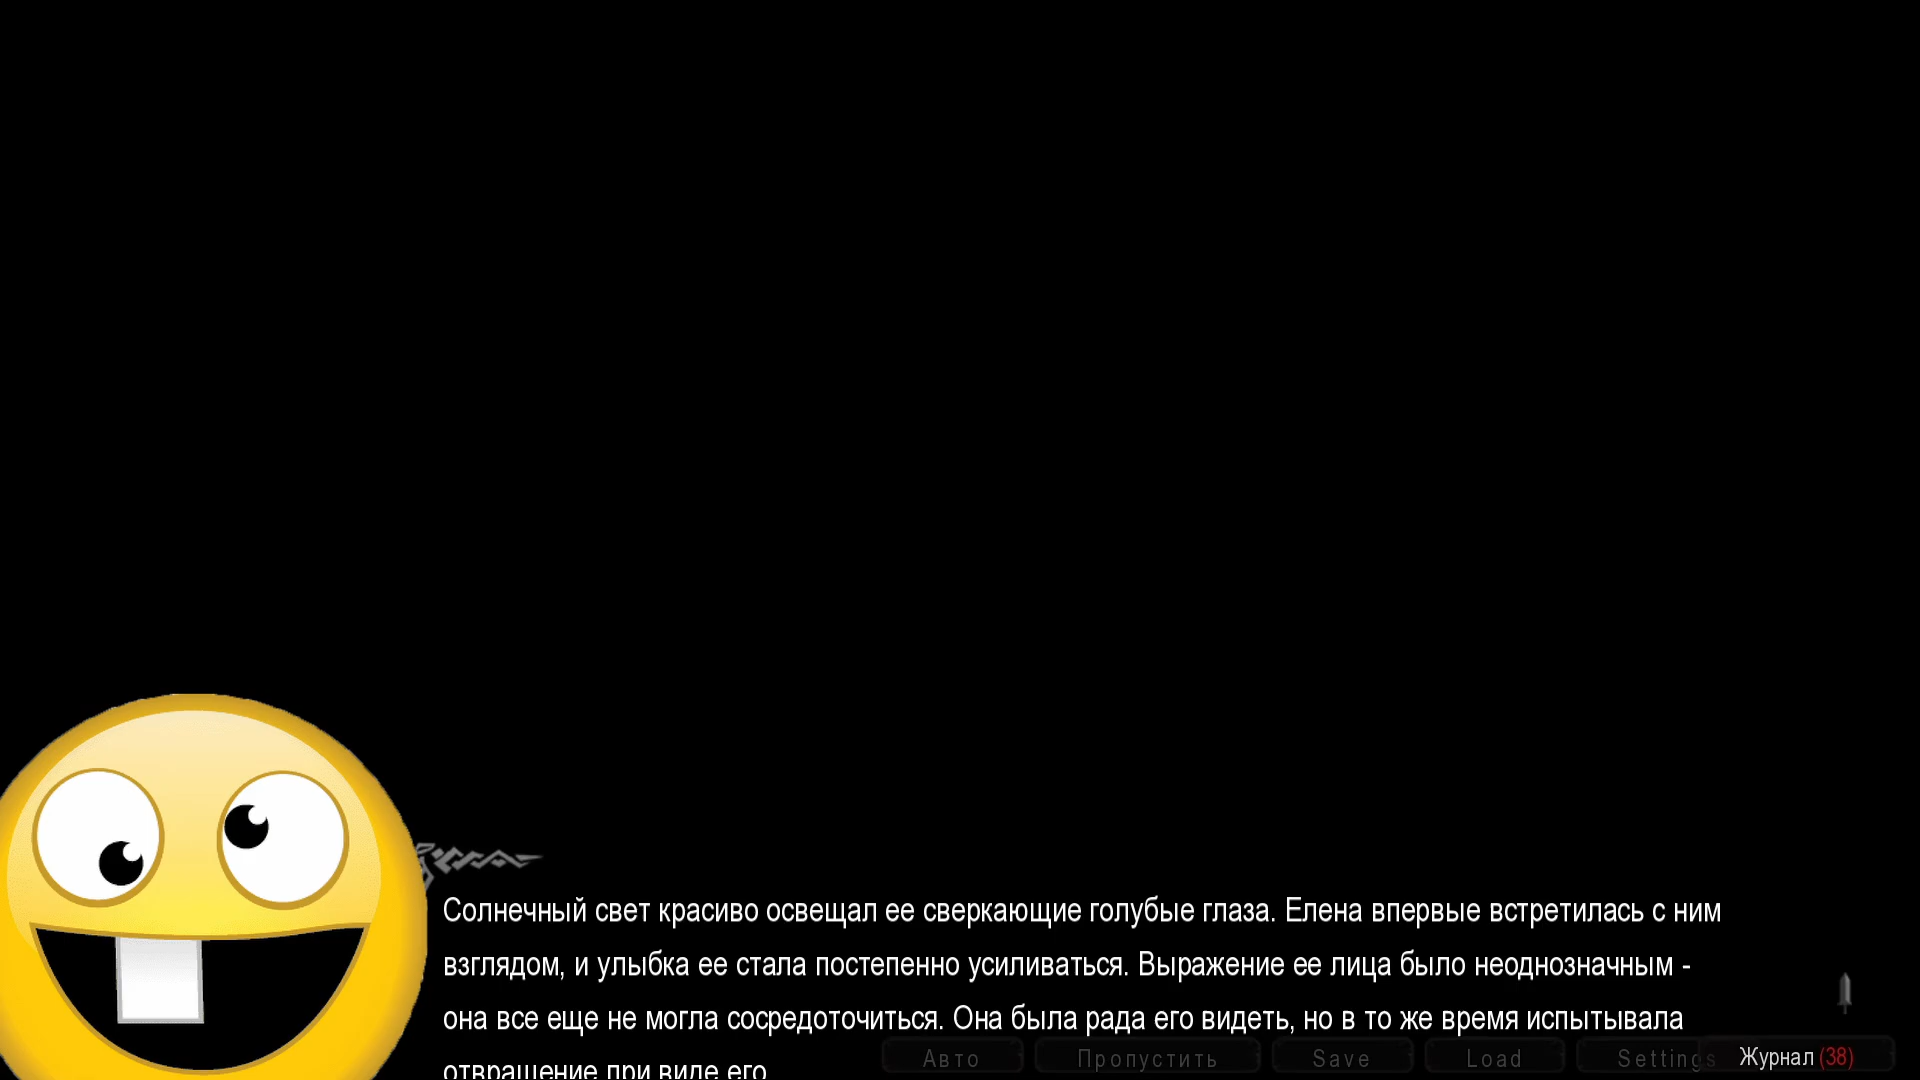 Солнечный свет красиво освещал ее сверкающие голубые глаза. Елена впервые встретилась с ним
взглядом, и улыбка ее стала постепенно усиливаться. Выражение ее лица было неоднозначным -
она все еще не могла сосредоточиться. Она была рада его видеть, но в то же время испытывала
отвращение при виде его
Авто Пропустить Save Load Settings Журнал (38)